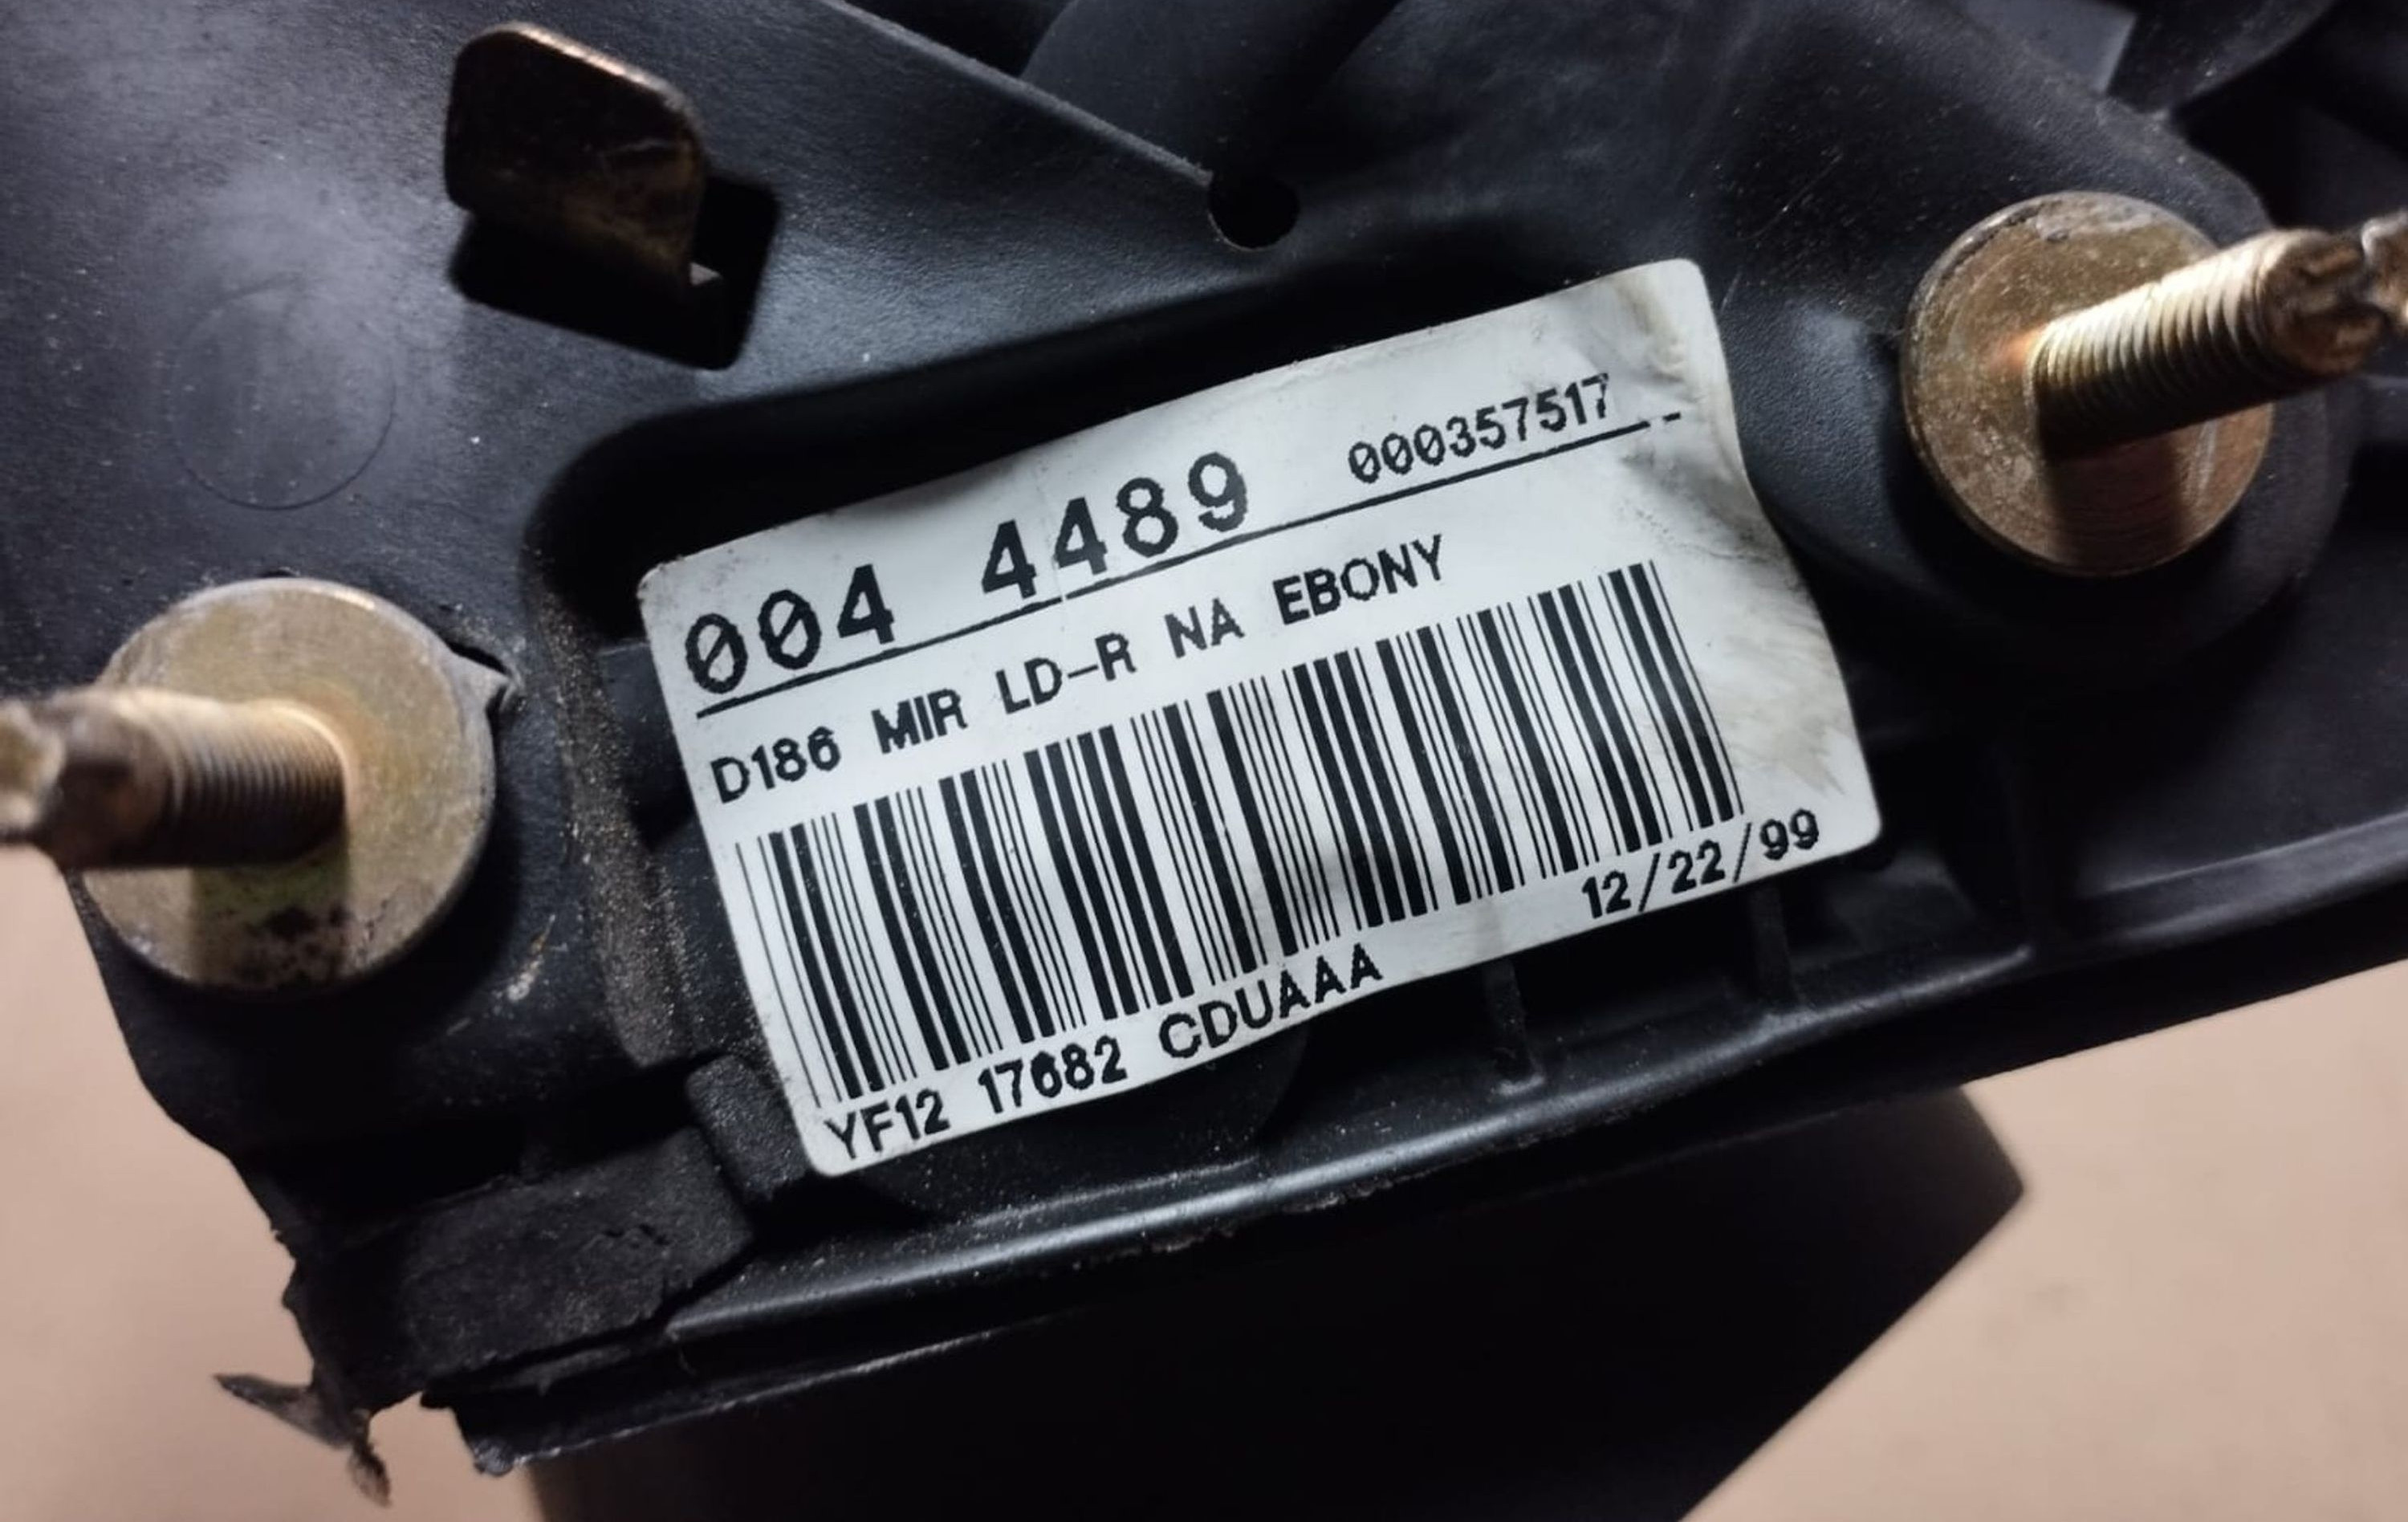 004 4489 000357517
D186 MIR LD-R NA EBONY
12/22/99
YF12 17682 CDUAAA